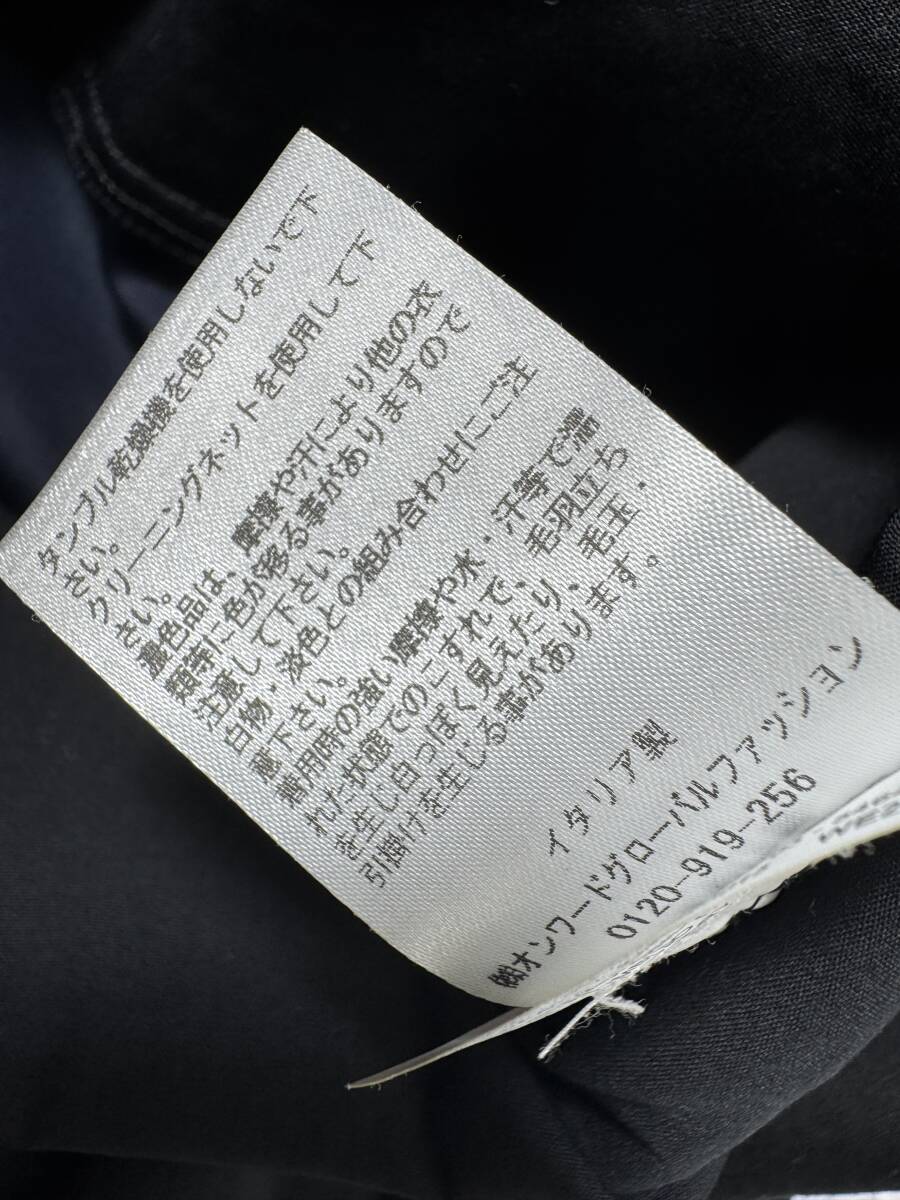 タンブル乾燥機を使用しないで下
さい。
クリーニングネットを使用して下
さい。
濃色品は、摩擦や汗により他の衣
類等に色が移る事がありますので
注意して下さい。
白物・淡色との組み合わせにご注
意下さい。
着用時の強い摩擦や水・汗等で濡
れた状態でのこすれで、毛羽立ち
を生じ白っぽく見えたり、毛玉・
引掛けを生じる事があります。
イタリア製
㈱オンワードグローバルファッション
0120-919-256